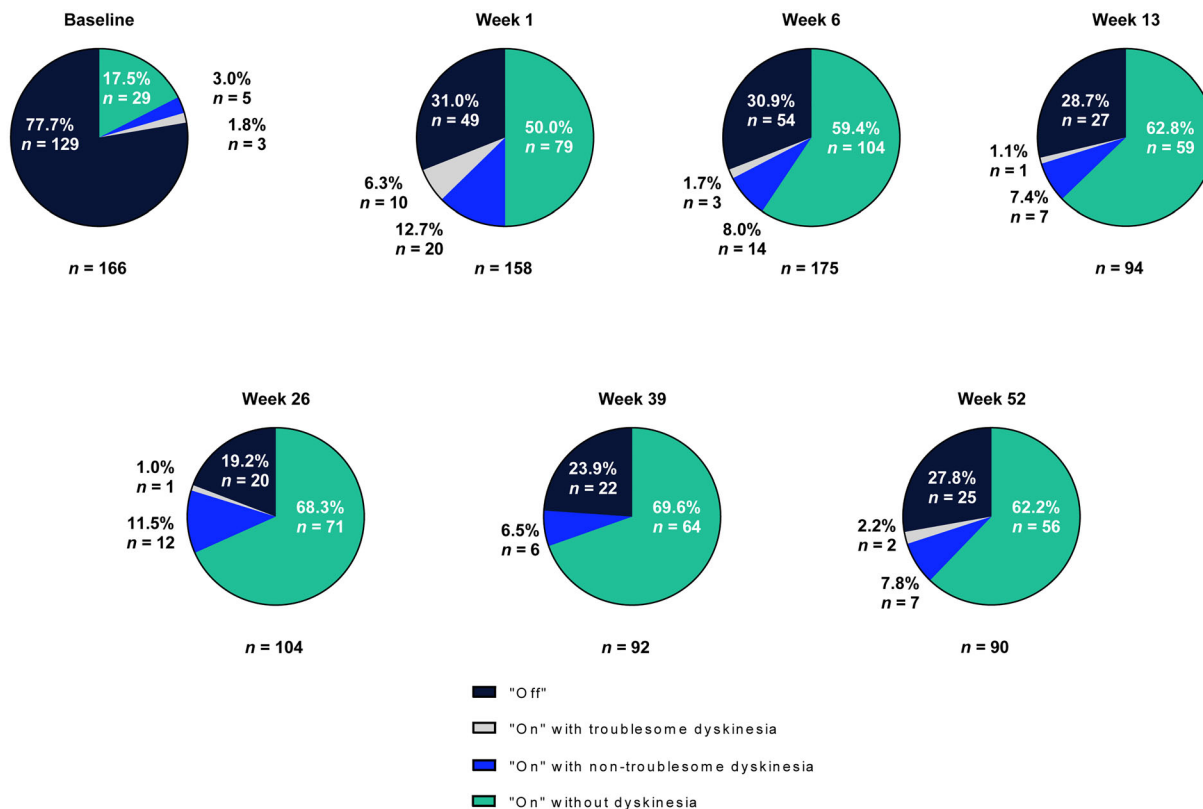 Baseline
17.5%
n = 29
3.0%
n = 5
1.8%
n = 3
77.7%
n = 129
n = 166
Week 1
31.0%
n = 49
50.0%
n = 79
6.3%
n = 10
12.7%
n = 20
n = 158
Week 6
30.9%
n = 54
59.4%
n = 104
1.7%
n = 3
8.0%
n = 14
n = 175
Week 13
28.7%
n = 27
62.8%
n = 59
1.1%
n = 1
7.4%
n = 7
n = 94
Week 26
1.0%
n = 1
19.2%
n = 20
11.5%
n = 12
68.3%
n = 71
n = 104
Week 39
23.9%
n = 22
69.6%
n = 64
6.5%
n = 6
n = 92
Week 52
27.8%
n = 25
62.2%
n = 56
2.2%
n = 2
7.8%
n = 7
n = 90
"Off"
"On" with troublesome dyskinesia
"On" with non-troublesome dyskinesia
"On" without dyskinesia